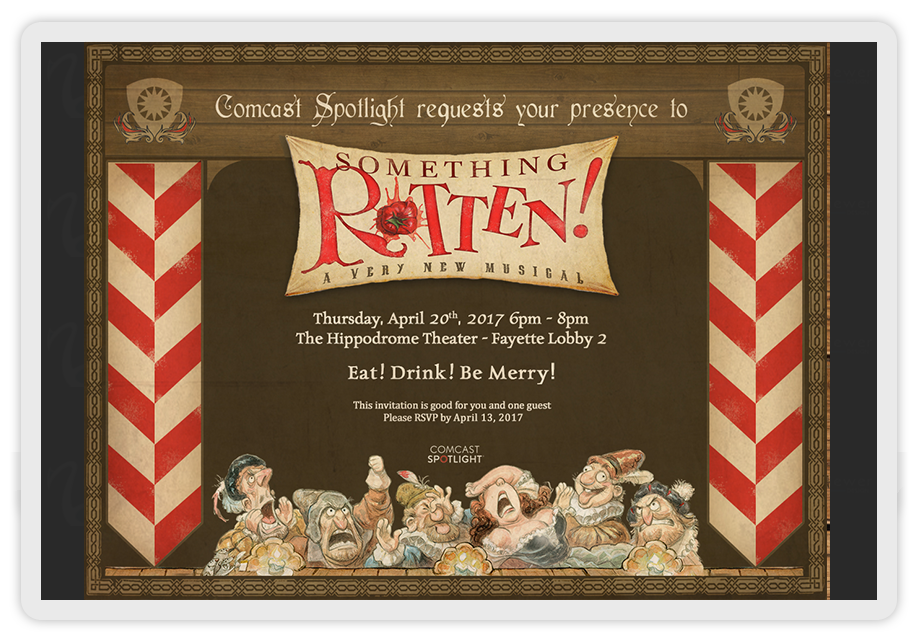 Comcast Spotlight requests your presence to
SOMETHING
ROTTEN!
A VERY NEW MUSICAL
Thursday, April 20th, 2017 6pm - 8pm
The Hippodrome Theater - Fayette Lobby 2
Eat! Drink! Be Merry!
This invitation is good for you and one guest
Please RSVP by April 13, 2017
COMCAST
SPOTLIGHT